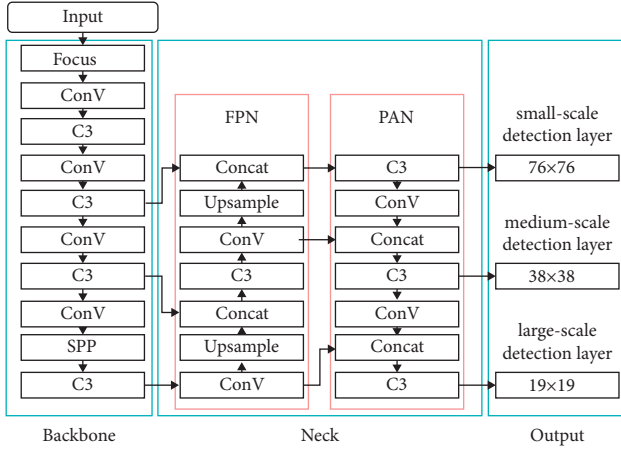 Input
Focus
ConV
C3
ConV
C3
ConV
C3
ConV
SPP
C3
Backbone
FPN
Concat
Upsample
ConV
C3
Concat
Upsample
ConV
PAN
C3
ConV
Concat
C3
ConV
Concat
C3
Neck
small-scale
detection layer
76×76
medium-scale
detection layer
38×38
large-scale
detection layer
19×19
Output